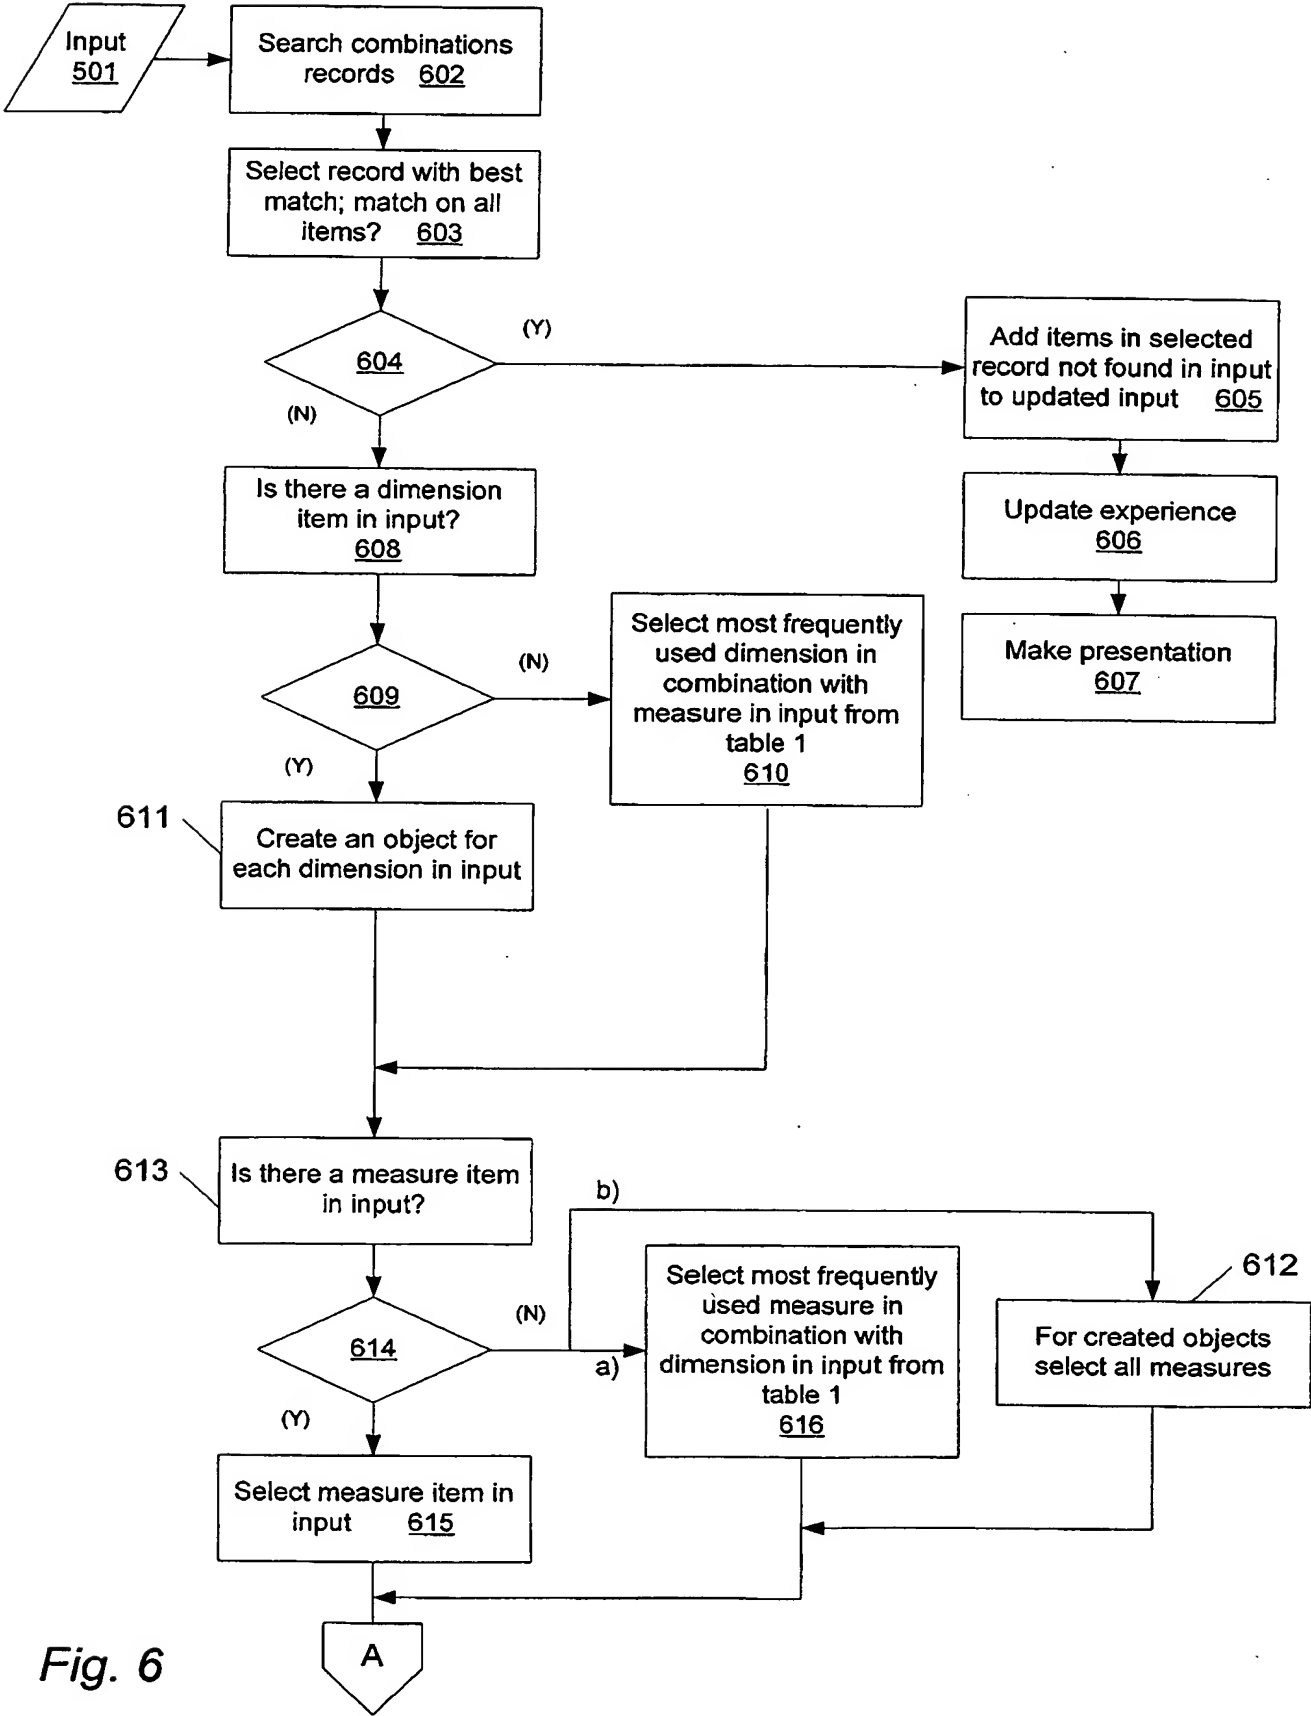 Input
501
Search combinations
records 602
Select record with best
match; match on all
items? 603
604
(Y)
(N)
Add items in selected
record not found in input
to updated input 605
Update experience
606
Make presentation
607
Is there a dimension
item in input?
608
609
(N)
(Y)
Select most frequently
used dimension in
combination with
measure in input from
table 1
610
611
Create an object for
each dimension in input
613
Is there a measure item
in input?
614
(N)
(Y)
b)
a)
Select most frequently
used measure in
combination with
dimension in input from
table 1
616
612
For created objects
select all measures
Select measure item in
input 615
A
Fig. 6